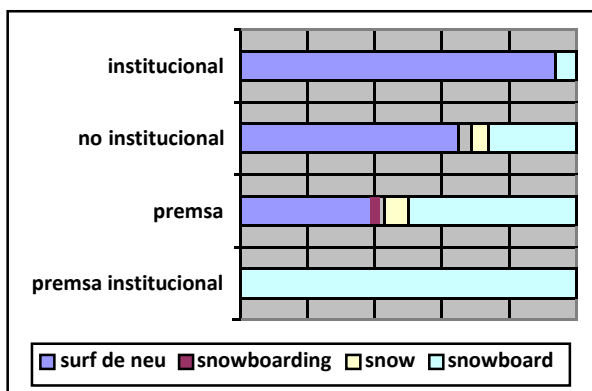 institucional
no institucional
premsa
premsa institucional
surf de neu snowboarding snow snowboard